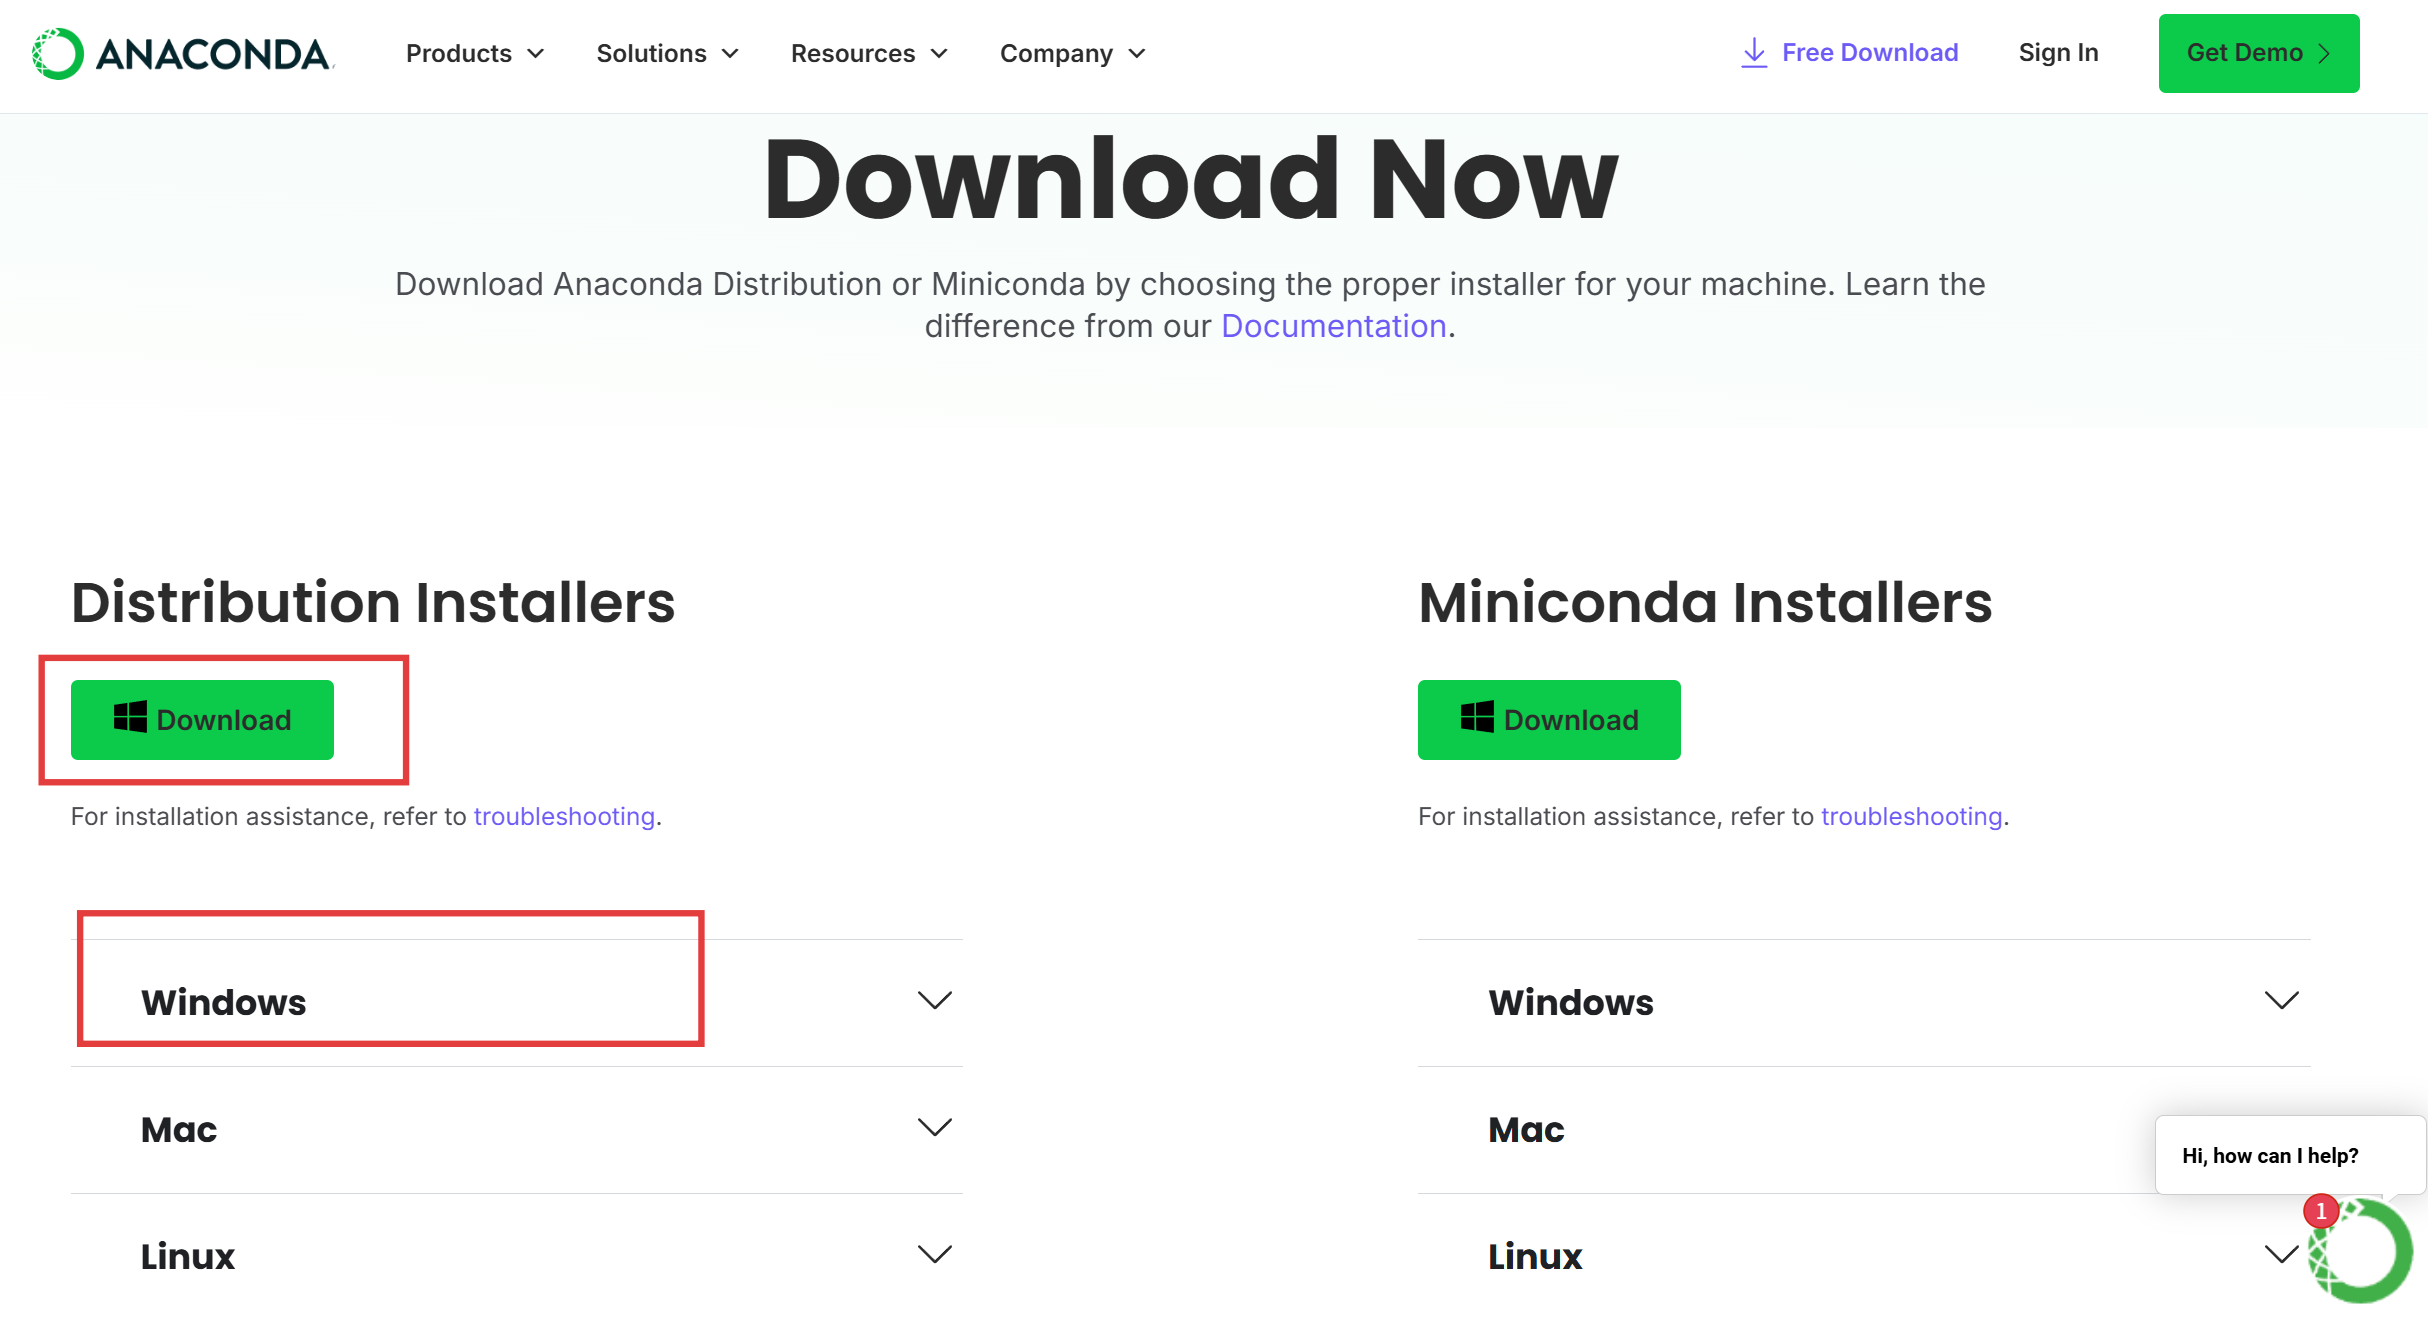 ANACONDA.
Products
Solutions
Resources
Company
Free Download
Sign In
Get Demo
Download Now
Download Anaconda Distribution or Miniconda by choosing the proper installer for your machine. Learn the
difference from our Documentation.
Distribution Installers
Download
For installation assistance, refer to troubleshooting.
Windows
Mac
Linux
Miniconda Installers
Download
For installation assistance, refer to troubleshooting.
Windows
Mac
Linux
Hi, how can I help?
1